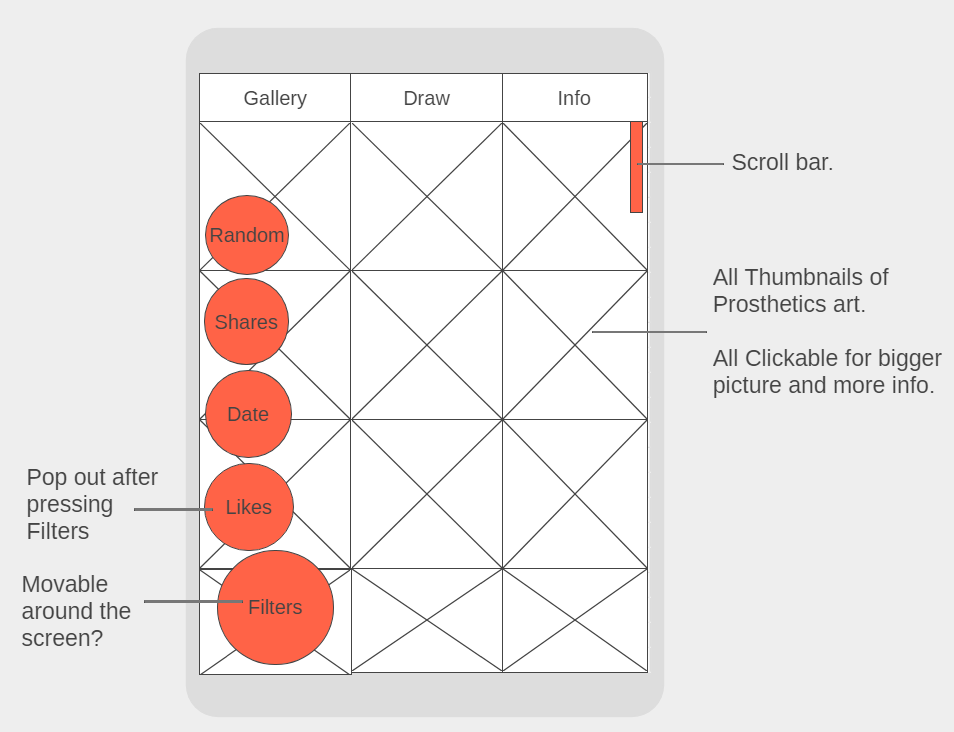 Gallery
Draw
Info
Scroll bar.
Random
All Thumbnails of
Prosthetics art.
Shares
All Clickable for bigger
picture and more info.
Date
Pop out after
pressing
Filters
Likes
Movable
around the
screen?
Filters